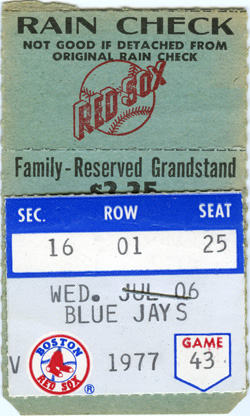 RAIN CHECK
NOT GOOD IF DETACHED FROM
ORIGINAL RAIN CHECK
RED SOX
Family-Reserved Grandstand
$2.25
SEC. ROW SEAT
16 01 25
WED. JUL 06
BLUE JAYS
BOSTON
RED SOX
®
V 1977
GAME
43